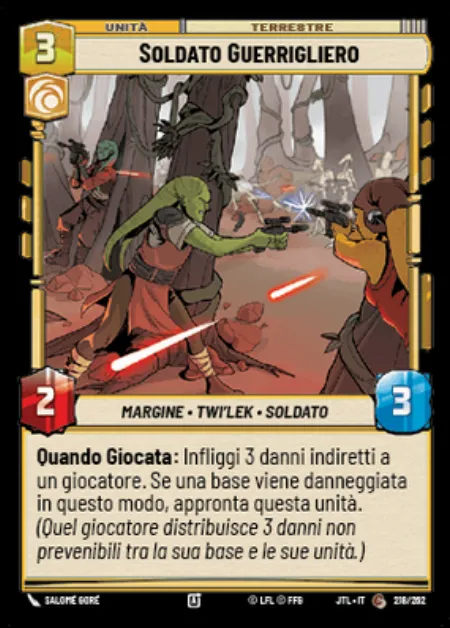 UNITÀ
TERRESTRE
3
SOLDATO GUERRIGLIERO
2
MARGINE • TWI'LEK • SOLDATO
3
Quando Giocata: Infliggi 3 danni indiretti a
un giocatore. Se una base viene danneggiata
in questo modo, appronta questa unità.
(Quel giocatore distribuisce 3 danni non
prevenibili tra la sua base e le sue unità.)
SALOMÉ GORÉ
© LFL © FFG
JTL • IT
216/262